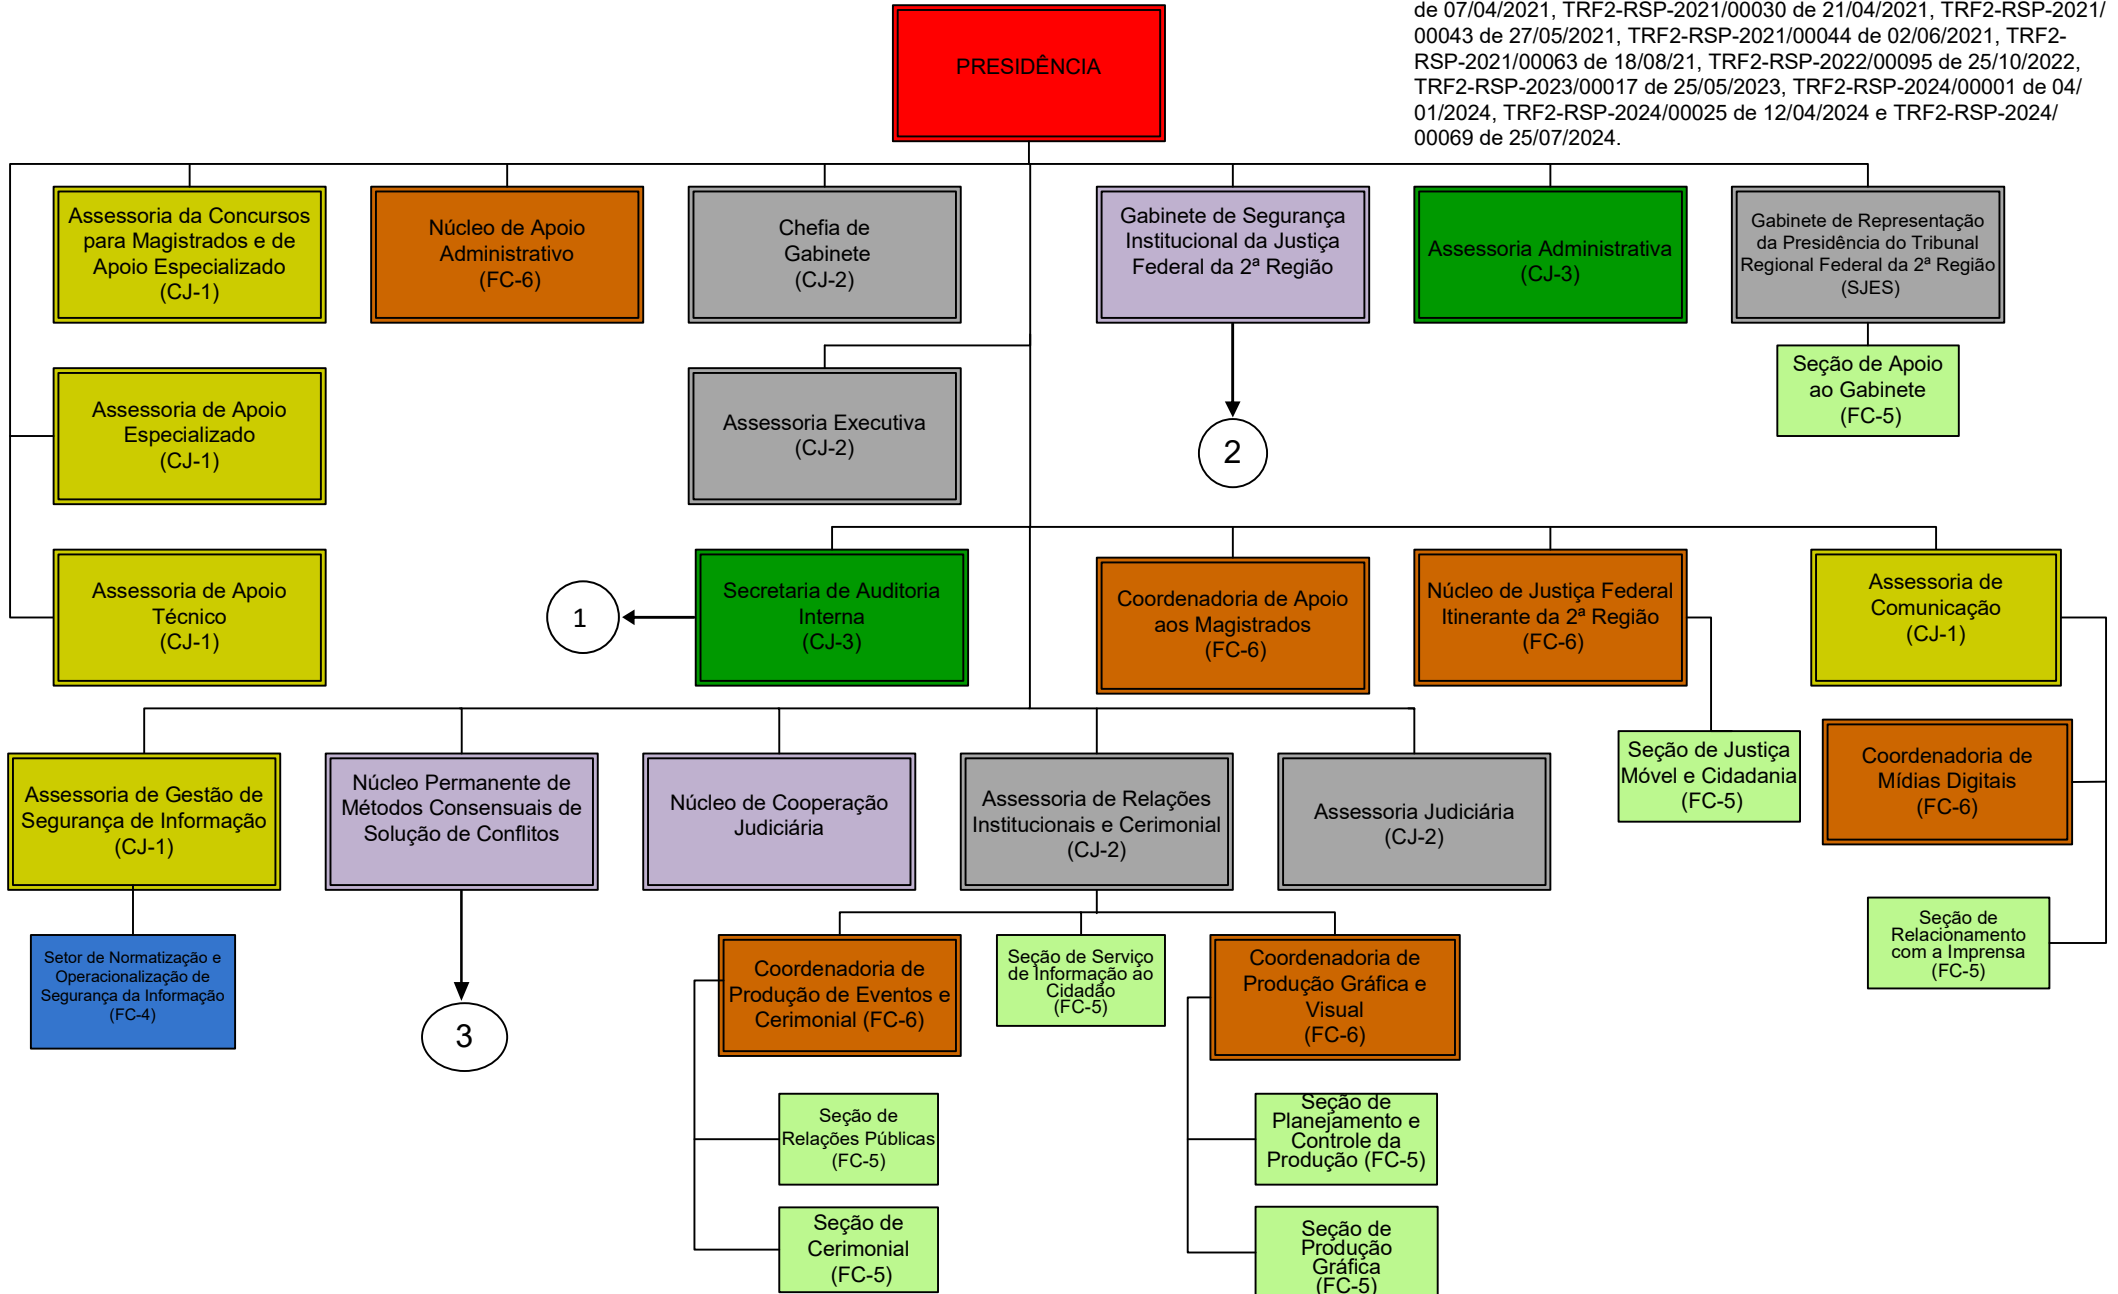 de 07/04/2021, TRF2-RSP-2021/00030 de 21/04/2021, TRF2-RSP-2021/
00043 de 27/05/2021, TRF2-RSP-2021/00044 de 02/06/2021, TRF2-
RSP-2021/00063 de 18/08/21, TRF2-RSP-2022/00095 de 25/10/2022,
TRF2-RSP-2023/00017 de 25/05/2023, TRF2-RSP-2024/00001 de 04/
01/2024, TRF2-RSP-2024/00025 de 12/04/2024 e TRF2-RSP-2024/
00069 de 25/07/2024.
PRESIDÊNCIA
Assessoria da Concursos
para Magistrados e de
Apoio Especializado
(CJ-1)
Núcleo de Apoio
Administrativo
(FC-6)
Chefia de
Gabinete
(CJ-2)
Gabinete de Segurança
Institucional da Justiça
Federal da 2ª Região
Assessoria Administrativa
(CJ-3)
Gabinete de Representação
da Presidência do Tribunal
Regional Federal da 2ª Região
(SJES)
Seção de Apoio
ao Gabinete
(FC-5)
Assessoria de Apoio
Especializado
(CJ-1)
Assessoria Executiva
(CJ-2)
2
Assessoria de Apoio
Técnico
(CJ-1)
1
Secretaria de Auditoria
Interna
(CJ-3)
Coordenadoria de Apoio
aos Magistrados
(FC-6)
Núcleo de Justiça Federal
Itinerante da 2ª Região
(FC-6)
Assessoria de
Comunicação
(CJ-1)
Assessoria de Gestão de
Segurança de Informação
(CJ-1)
Núcleo Permanente de
Métodos Consensuais de
Solução de Conflitos
Núcleo de Cooperação
Judiciária
Assessoria de Relações
Institucionais e Cerimonial
(CJ-2)
Assessoria Judiciária
(CJ-2)
Seção de Justiça
Móvel e Cidadania
(FC-5)
Coordenadoria de
Mídias Digitais
(FC-6)
Setor de Normatização e
Operacionalização de
Segurança da Informação
(FC-4)
3
Coordenadoria de
Produção de Eventos e
Cerimonial (FC-6)
Seção de Serviço
de Informação ao
Cidadão
(FC-5)
Coordenadoria de
Produção Gráfica e
Visual
(FC-6)
Seção de
Relacionamento
com a Imprensa
(FC-5)
Seção de
Relações Públicas
(FC-5)
Seção de
Planejamento e
Controle da
Produção (FC-5)
Seção de
Cerimonial
(FC-5)
Seção de
Produção
Gráfica
(FC-5)